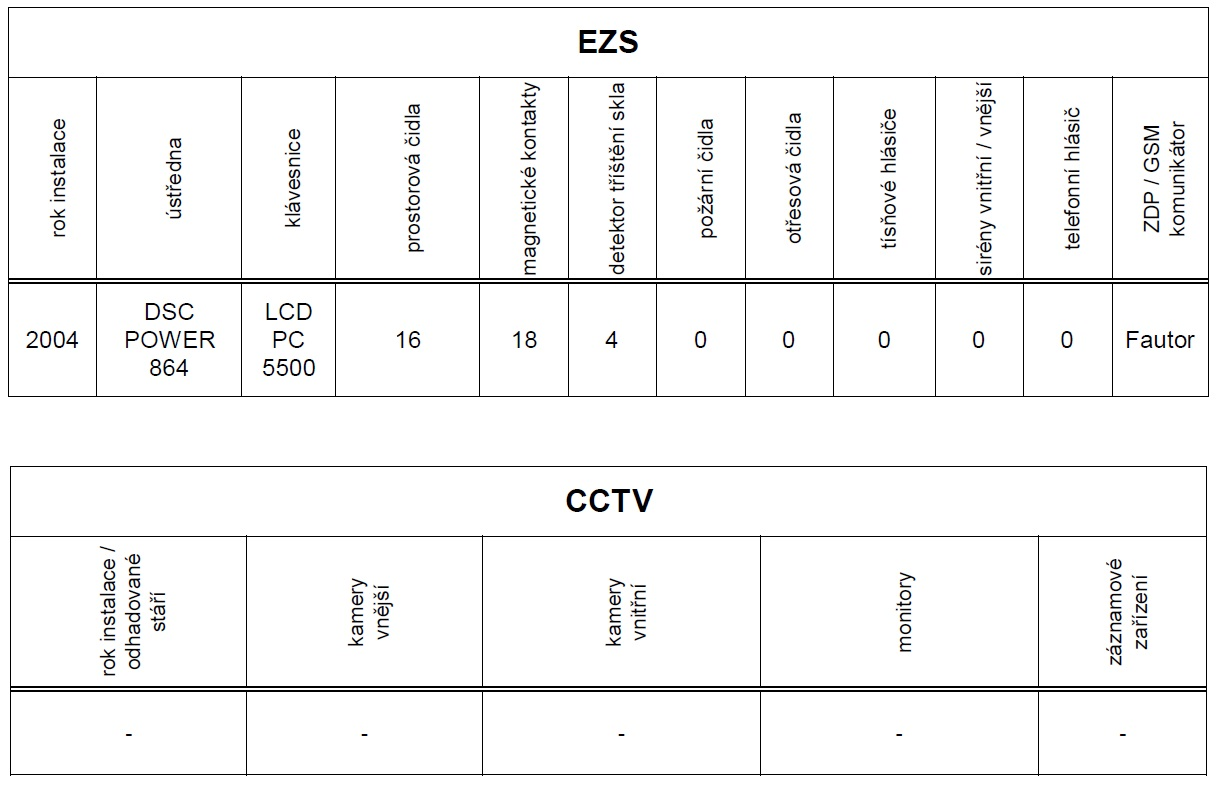 EZS
rok instalace
ústředna
klávesnice
prostorová čidla
magnetické kontakty
detektor tříštění skla
požární čidla
otřesová čidla
tísňové hlásiče
sirény vnitřní / vnější
telefonní hlásič
ZDP / GSM
komunikátor
2004
DSC
POWER
864
LCD
PC
5500
16
18
4
0
0
0
0
0
Fautor
CCTV
rok instalace /
odhadované
stáří
kamery
vnější
kamery
vnitřní
monitory
záznamové
zařízení
-
-
-
-
-